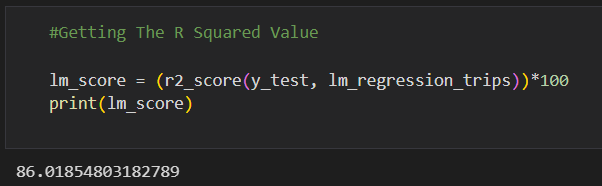 #Getting The R Squared Value
lm_score = (r2_score(y_test, lm_regression_trips))*100
print(lm_score)
86.01854803182789